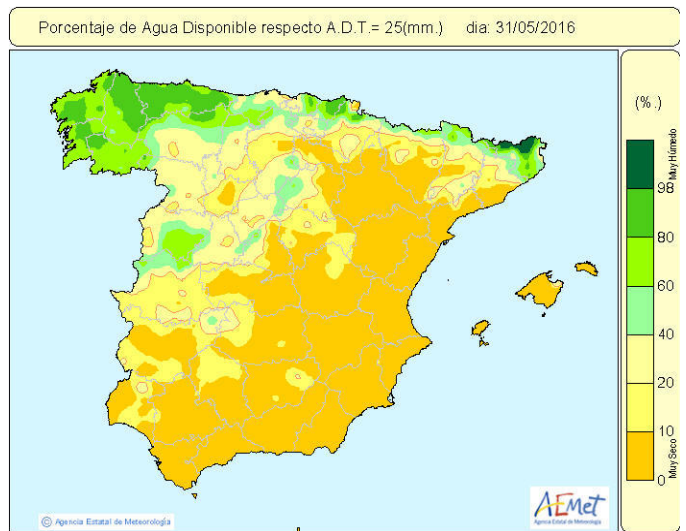 Porcentaje de Agua Disponible respecto A.D.T.= 25(mm.) dia: 31/05/2016
(%.)
Muy Húmedo
98
80
60
40
20
10
Muy Seco
0
© Agencia Estatal de Meteorología
AEMet
Agencia Estatal de Meteorología